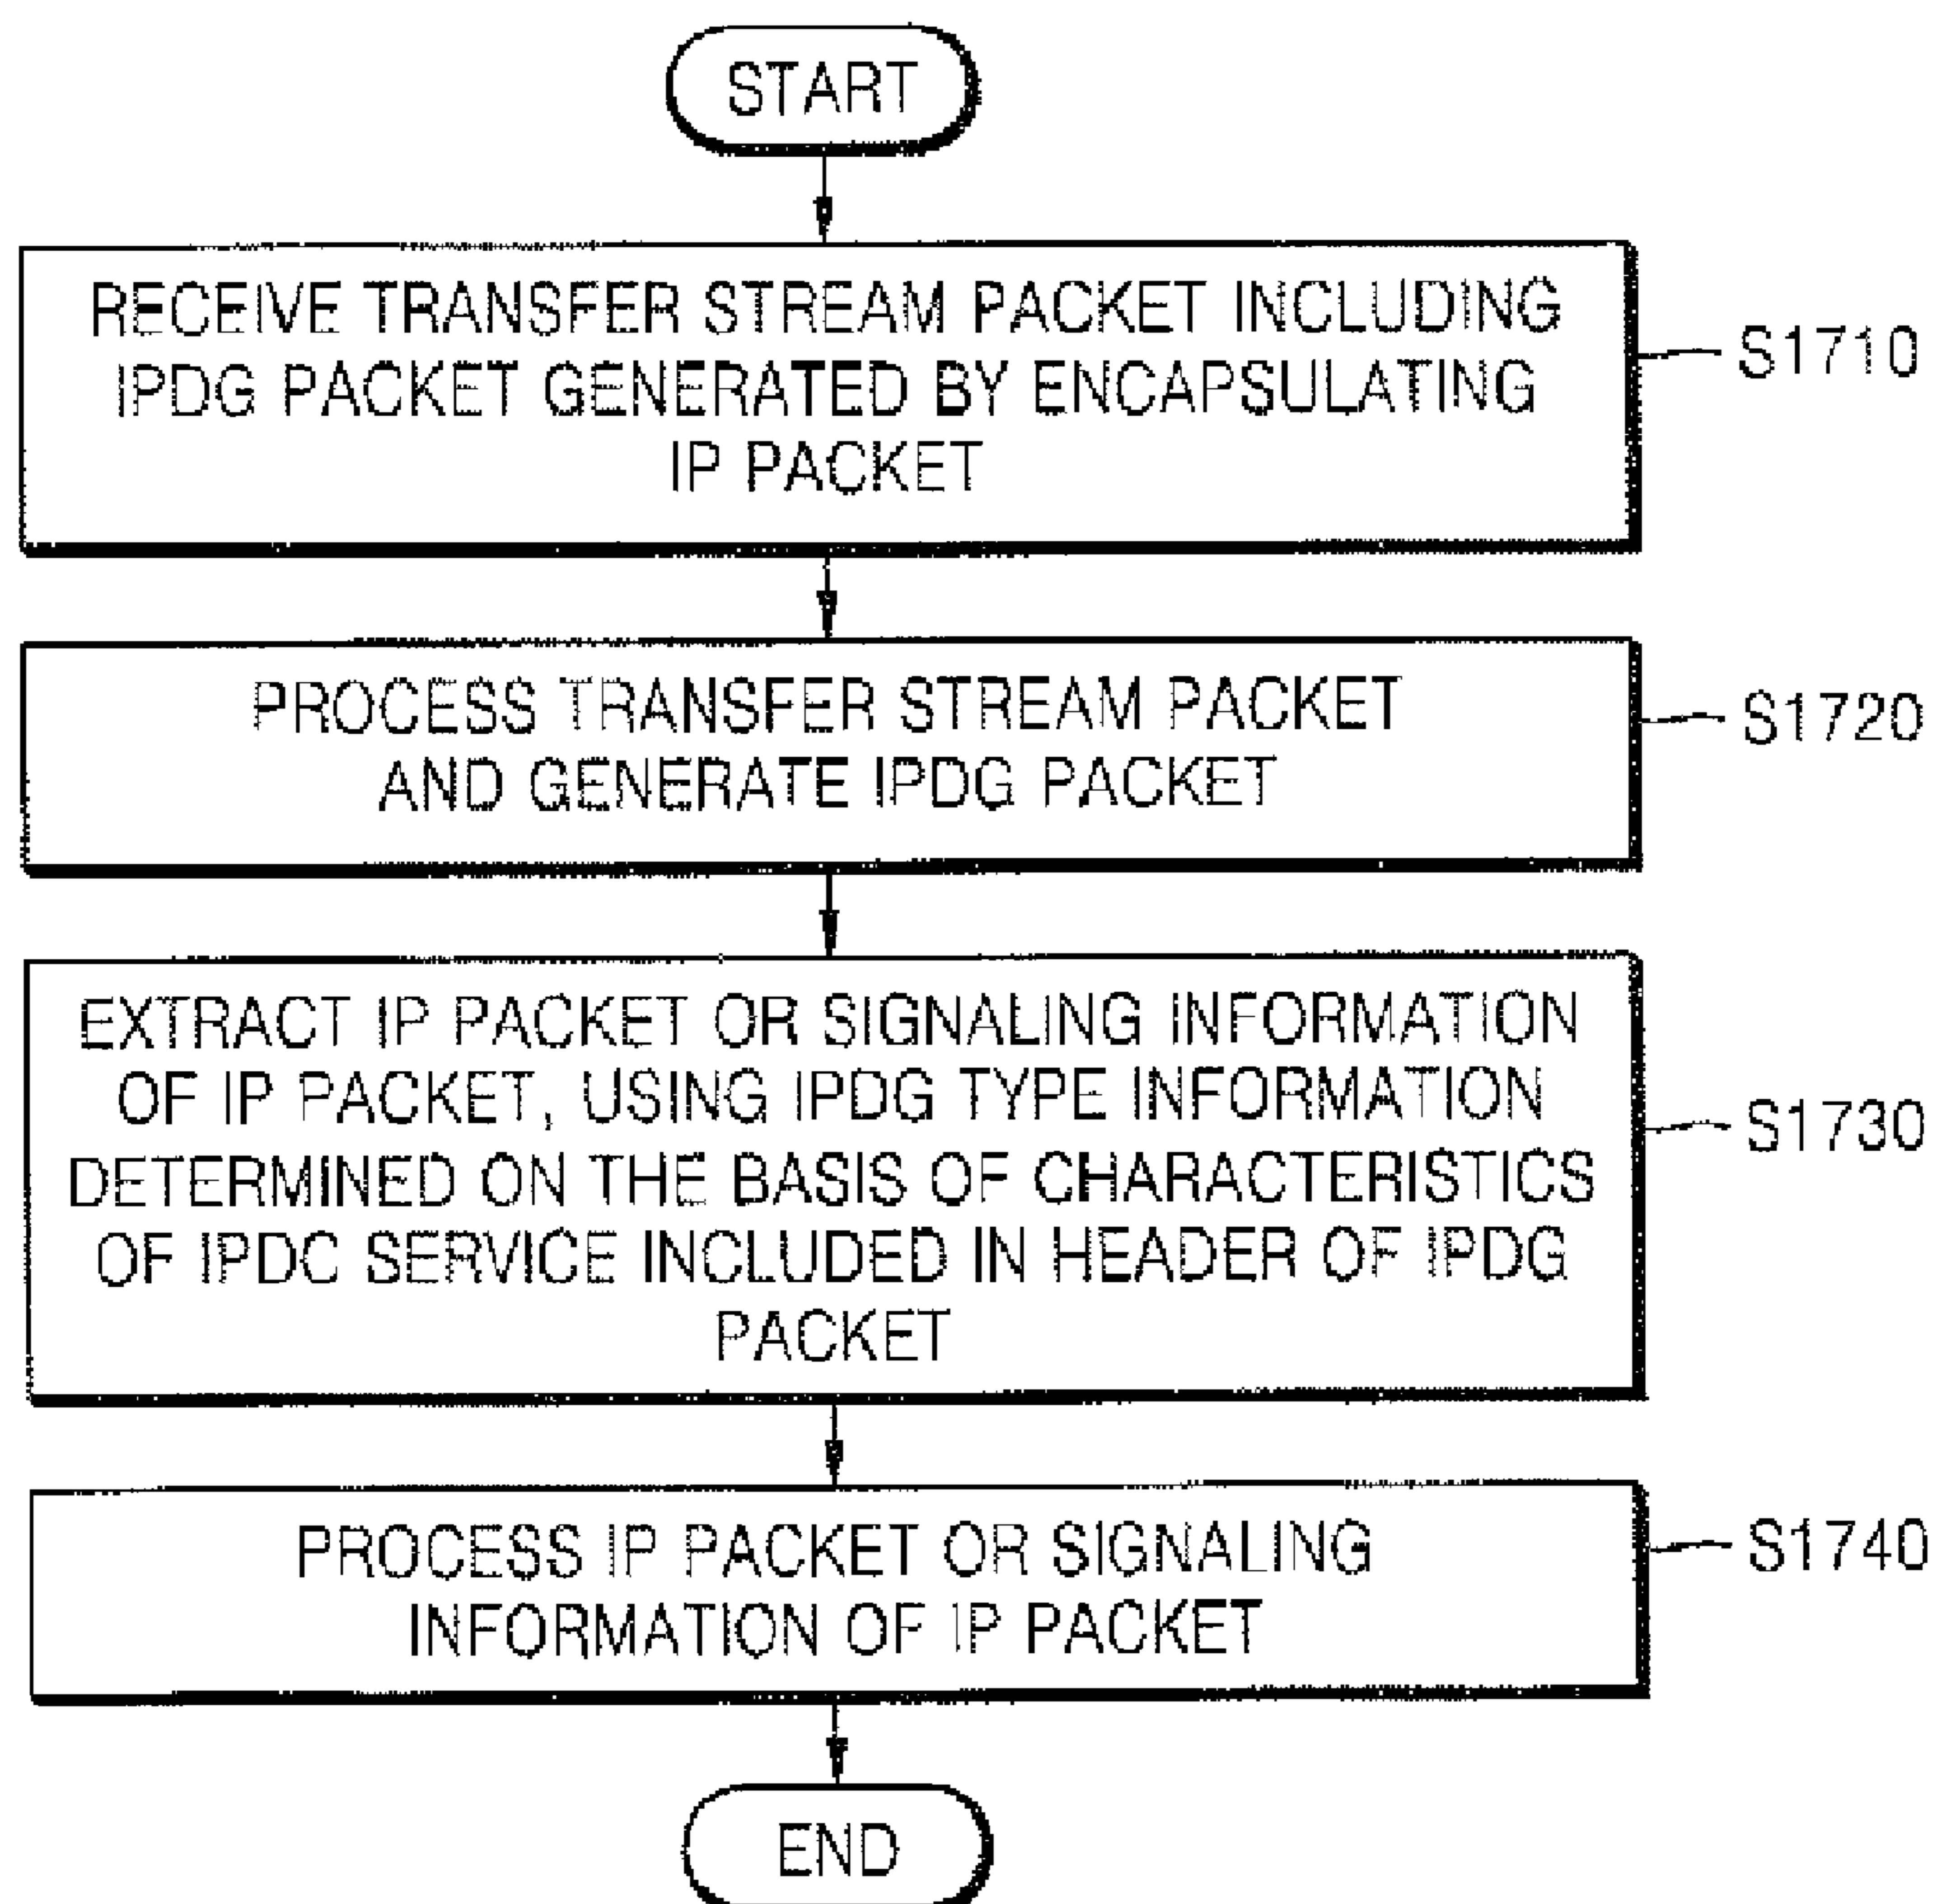 START
RECEIVE TRANSFER STREAM PACKET INCLUDING
IPDG PACKET GENERATED BY ENCAPSULATING
IP PACKET
S1710
PROCESS TRANSFER STREAM PACKET
AND GENERATE IPDG PACKET
S1720
EXTRACT IP PACKET OR SIGNALING INFORMATION
OF IP PACKET, USING IPDG TYPE INFORMATION
DETERMINED ON THE BASIS OF CHARACTERISTICS
OF IPDC SERVICE INCLUDED IN HEADER OF IPDG
PACKET
S1730
PROCESS IP PACKET OR SIGNALING
INFORMATION OF IP PACKET
S1740
END